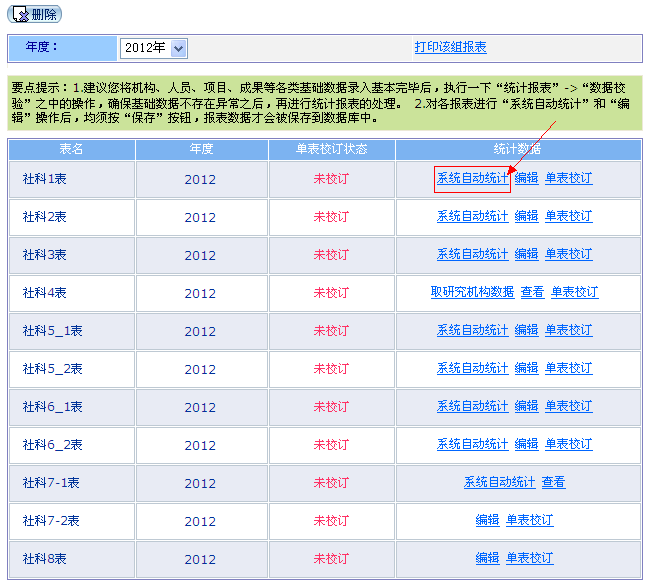 删除
年度： 2012年 打印该组报表
要点提示：1.建议您将机构、人员、项目、成果等各类基础数据录入基本完毕后，执行一下“统计报表”->“数据校
验”之中的操作，确保基础数据不存在异常之后，再进行统计报表的处理。 2.对各报表进行“系统自动统计”和“编
辑”操作后，均须按“保存”按钮，报表数据才会被保存到数据库中。
表名 年度 单表校订状态 统计数据
社科1表 2012 未校订 系统自动统计 编辑 单表校订
社科2表 2012 未校订 系统自动统计 编辑 单表校订
社科3表 2012 未校订 系统自动统计 编辑 单表校订
社科4表 2012 未校订 取研究机构数据 查看 单表校订
社科5_1表 2012 未校订 系统自动统计 编辑 单表校订
社科5_2表 2012 未校订 系统自动统计 编辑 单表校订
社科6_1表 2012 未校订 系统自动统计 编辑 单表校订
社科6_2表 2012 未校订 系统自动统计 编辑 单表校订
社科7-1表 2012 未校订 系统自动统计 查看
社科7-2表 2012 未校订 编辑 单表校订
社科8表 2012 未校订 编辑 单表校订